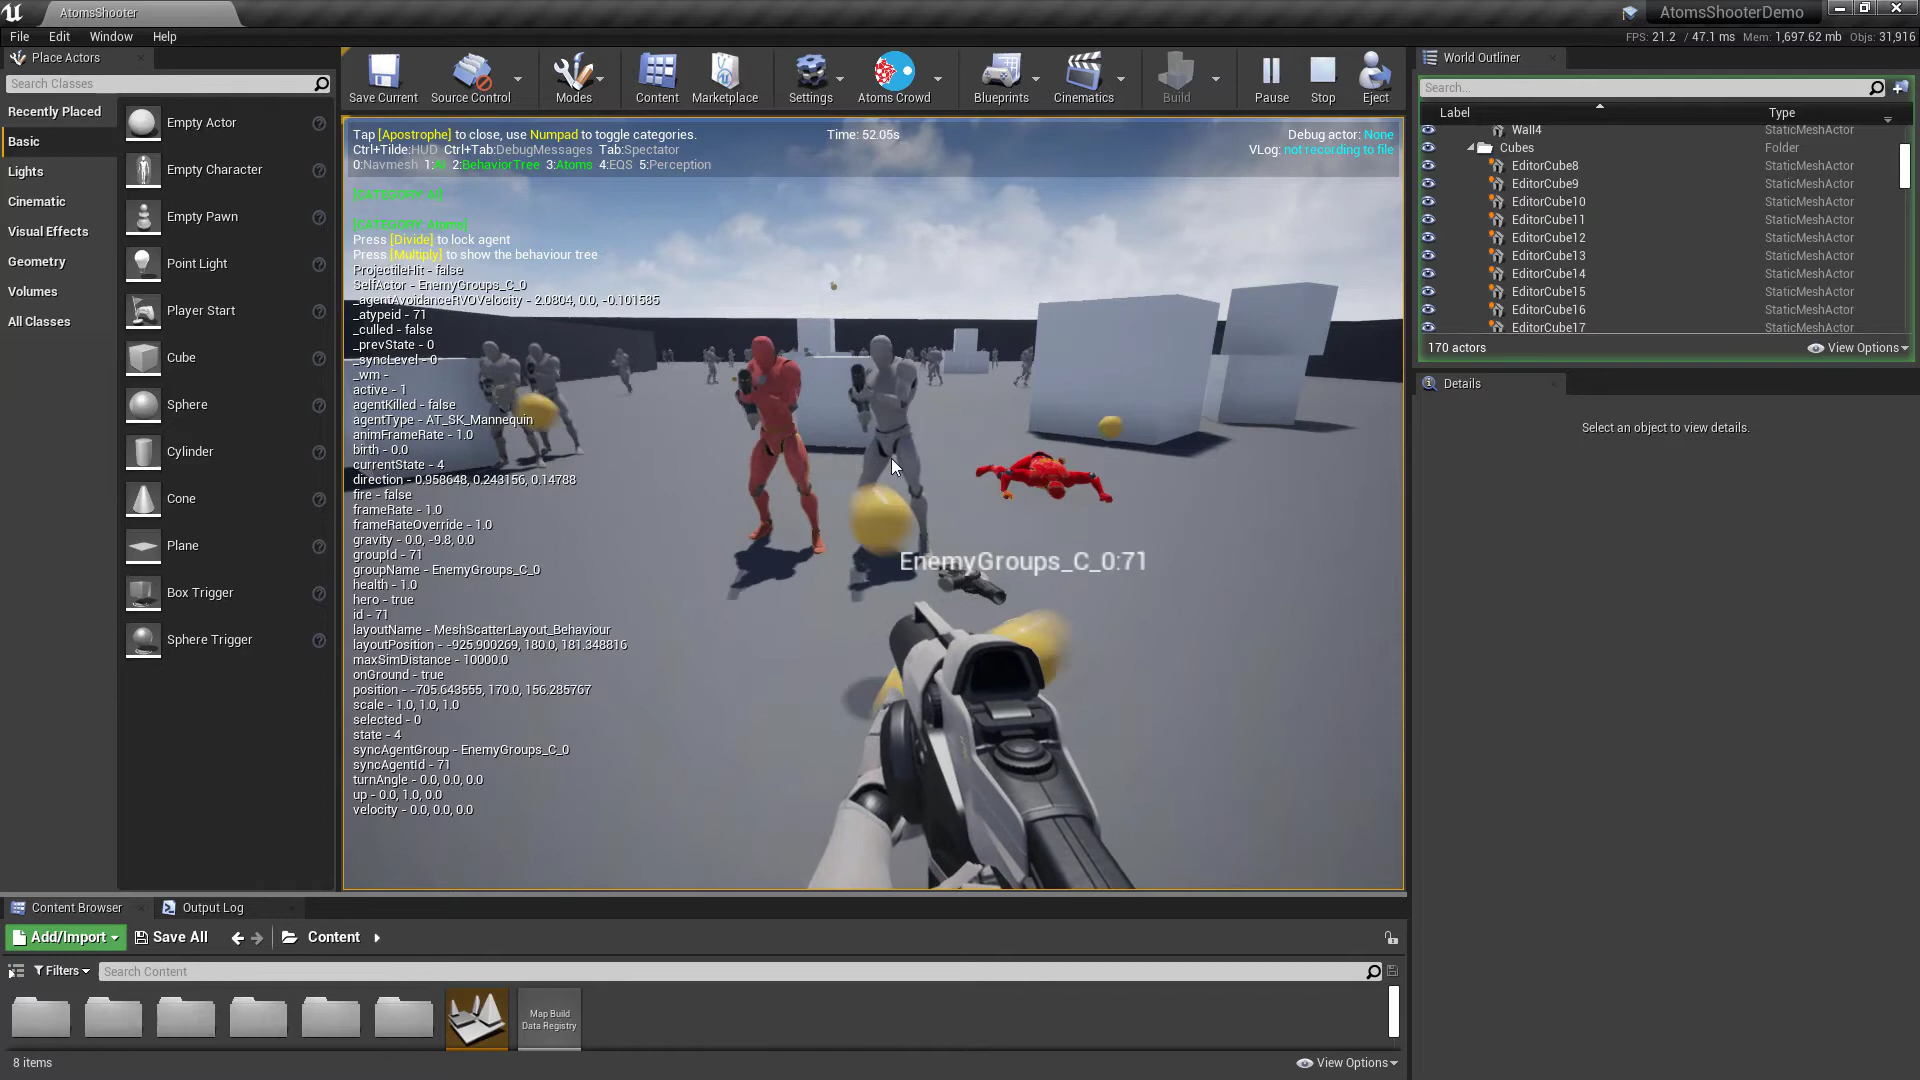 AtomsShooter
AtomsShooterDemo
File Edit Window Help
FPS: 21.2 / 47.1 ms Mem: 1,697.62 mb Objs: 31,916
Place Actors
Search Classes
Recently Placed
Basic
Lights
Cinematic
Visual Effects
Geometry
Volumes
All Classes
Empty Actor
Empty Character
Empty Pawn
Point Light
Player Start
Cube
Sphere
Cylinder
Cone
Plane
Box Trigger
Sphere Trigger
Save Current Source Control Modes Content Marketplace Settings Atoms Crowd Blueprints Cinematics Build Pause Stop Eject
Tap [Apostrophe] to close, use Numpad to toggle categories.
Time: 52.05s
Debug actor: None
Ctrl+Tilde:HUD Ctrl+Tab:DebugMessages Tab:Spectator
VLog: not recording to file
0:Navmesh 1:AI 2:BehaviorTree 3:Atoms 4:EQS 5:Perception
[CATEGORY: AI]
[CATEGORY: Atoms]
Press [Divide] to lock agent
Press [Multiply] to show the behaviour tree
ProjectileHit - false
SelfActor - EnemyGroups_C_0
_agentAvoidanceRVOVelocity - 2.0804, 0.0, -0.101585
_atypeid - 71
_culled - false
_prevState - 0
_syncLevel - 0
_wm -
active - 1
agentKilled - false
agentType - AT_SK_Mannequin
animFrameRate - 1.0
birth - 0.0
currentState - 4
direction - 0.958648, 0.243156, 0.14788
fire - false
frameRate - 1.0
frameRateOverride - 1.0
gravity - 0.0, -9.8, 0.0
groupId - 71
groupName - EnemyGroups_C_0
health - 1.0
hero - true
id - 71
layoutName - MeshScatterLayout_Behaviour
layoutPosition - -925.900269, 180.0, 181.348816
maxSimDistance - 10000.0
onGround - true
position - -705.643555, 170.0, 156.285767
scale - 1.0, 1.0, 1.0
selected - 0
state - 4
syncAgentGroup - EnemyGroups_C_0
syncAgentId - 71
turnAngle - 0.0, 0.0, 0.0
up - 0.0, 1.0, 0.0
velocity - 0.0, 0.0, 0.0
EnemyGroups_C_0:71
World Outliner
Search...
Label Type
Wall4 StaticMeshActor
Cubes Folder
EditorCube8 StaticMeshActor
EditorCube9 StaticMeshActor
EditorCube10 StaticMeshActor
EditorCube11 StaticMeshActor
EditorCube12 StaticMeshActor
EditorCube13 StaticMeshActor
EditorCube14 StaticMeshActor
EditorCube15 StaticMeshActor
EditorCube16 StaticMeshActor
EditorCube17 StaticMeshActor
170 actors
View Options
Details
Select an object to view details.
Content Browser Output Log
Add/Import Save All Content
Filters Search Content
Map Build
Data Registry
8 items
View Options